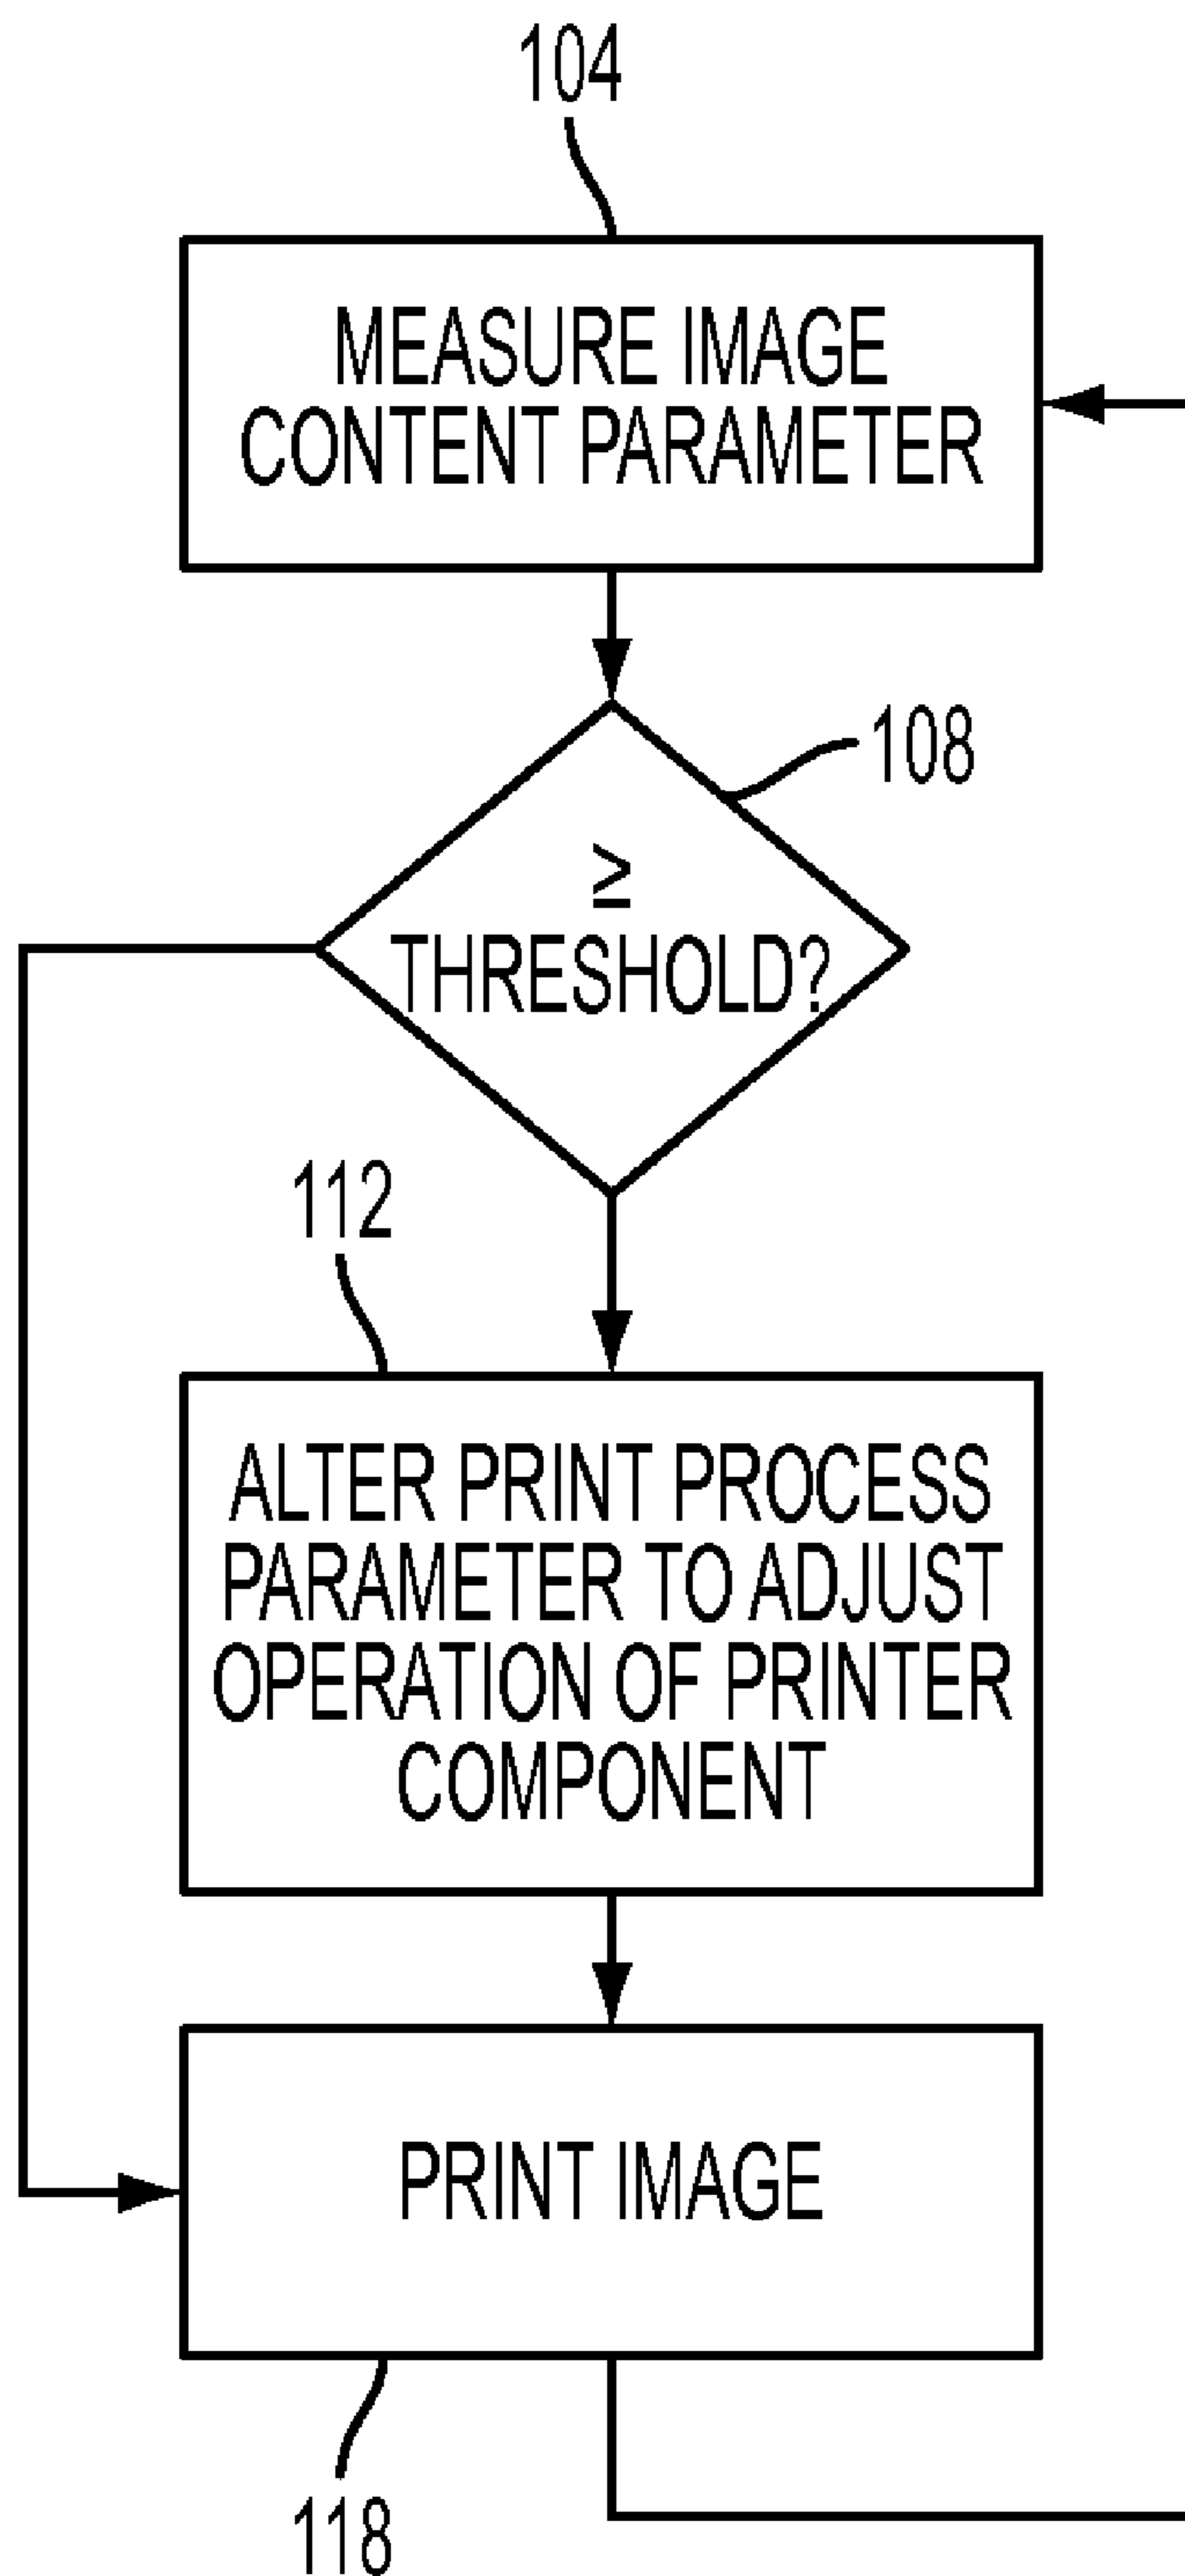 104
MEASURE IMAGE
CONTENT PARAMETER
108
≥
THRESHOLD?
112
ALTER PRINT PROCESS
PARAMETER TO ADJUST
OPERATION OF PRINTER
COMPONENT
PRINT IMAGE
118